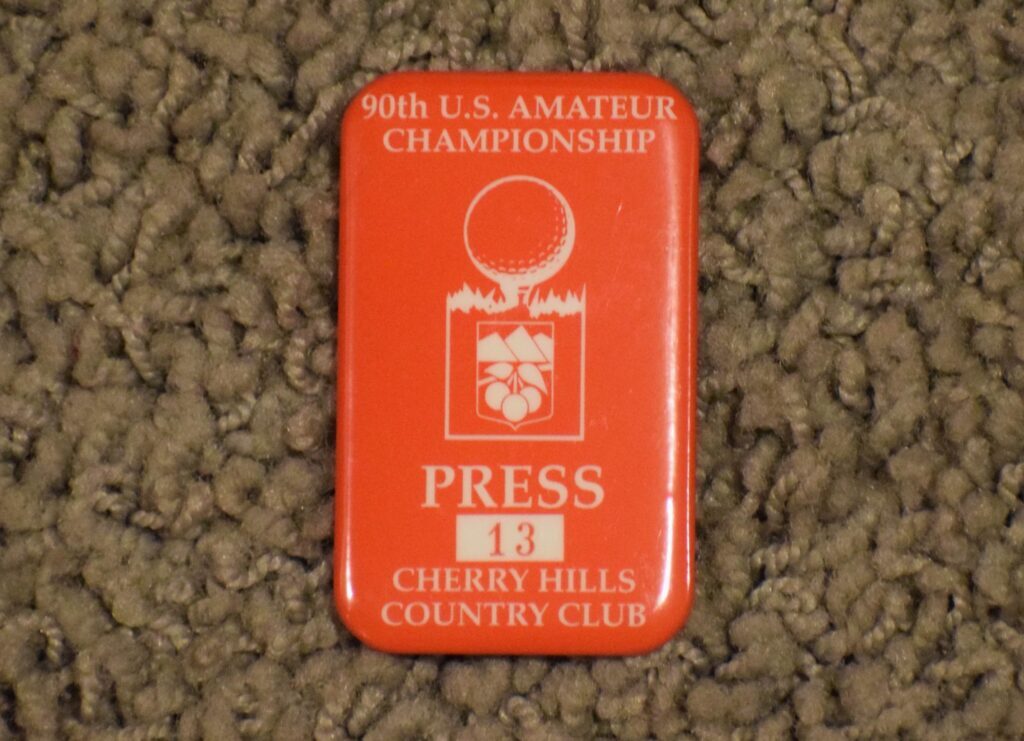 90th U.S. AMATEUR
CHAMPIONSHIP
PRESS
13
CHERRY HILLS
COUNTRY CLUB